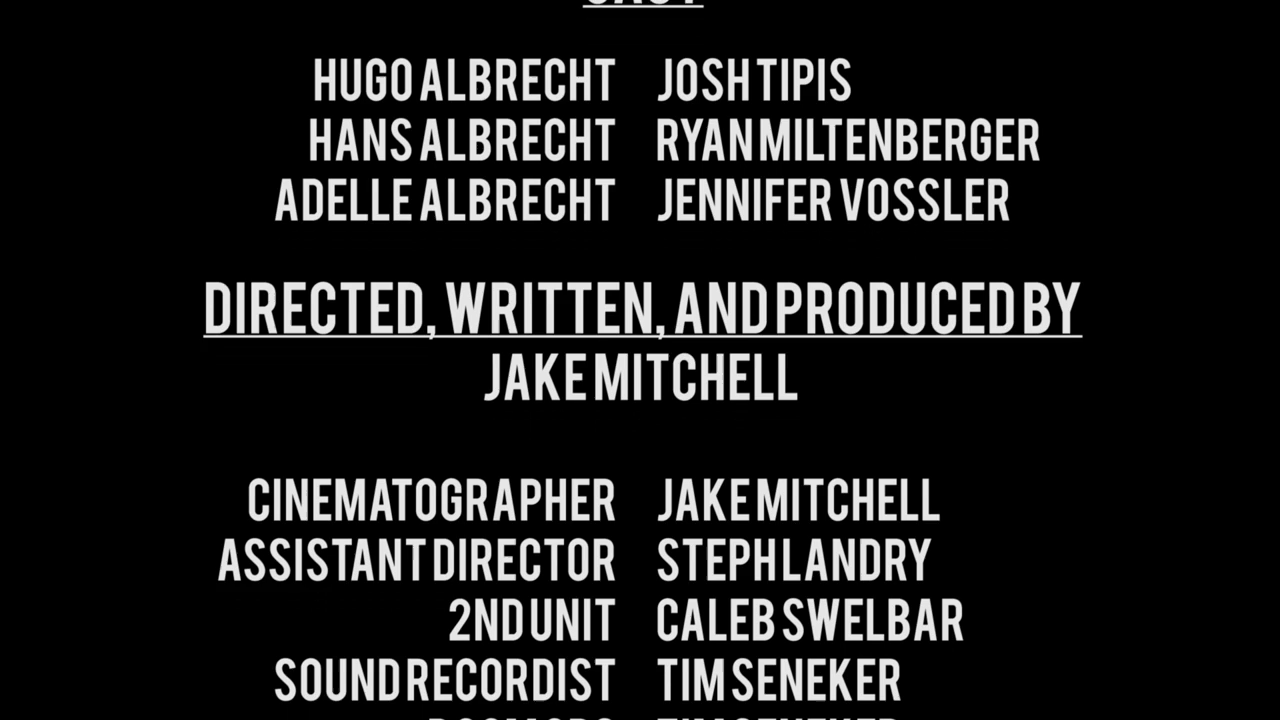 HUGO ALBRECHT JOSH TIPIS
HANS ALBRECHT RYAN MILTENBERGER
ADELLE ALBRECHT JENNIFER VOSSLER
DIRECTED, WRITTEN, AND PRODUCED BY
JAKE MITCHELL
CINEMATOGRAPHER JAKE MITCHELL
ASSISTANT DIRECTOR STEPH LANDRY
2ND UNIT CALEB SWELBAR
SOUND RECORDIST TIM SENEKER